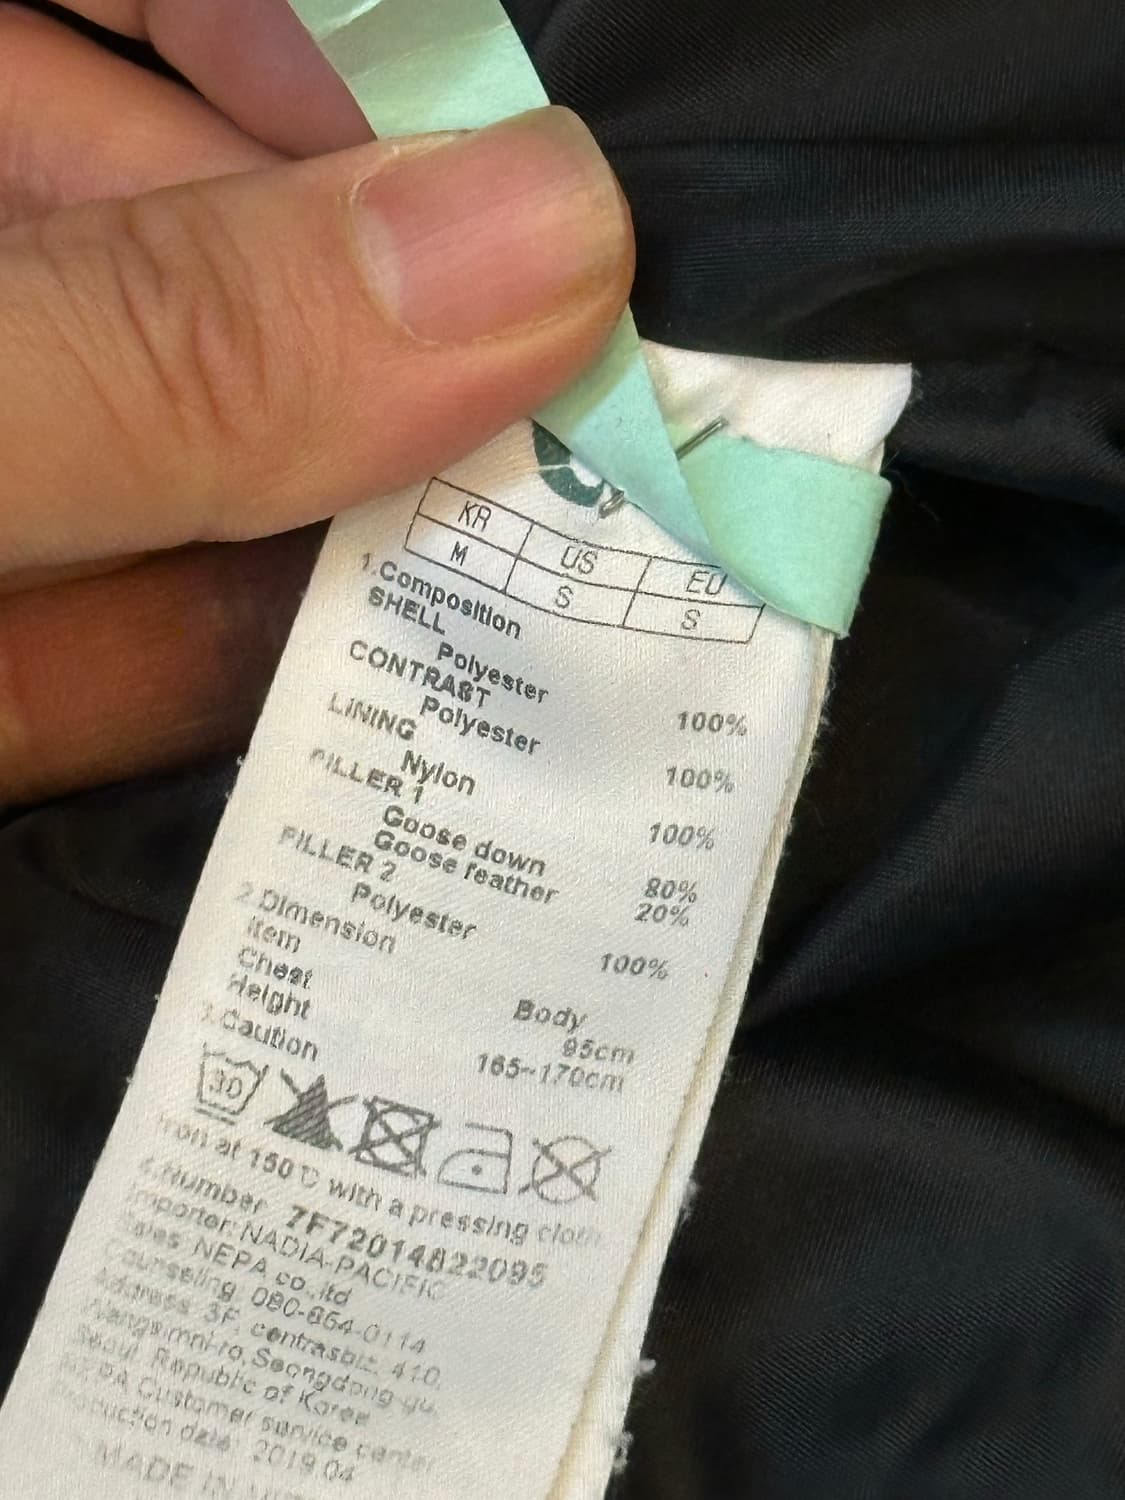 KR US EU
M S S
1.Composition
SHELL
Polyester 100%
CONTRAST
Polyester 100%
LINING
Nylon 100%
FILLER 1
Goose down 80%
Goose feather 20%
FILLER 2
Polyester 100%
2.Dimension
Item Body
Chest 95cm
Height 165~170cm
3.Caution
30
Iron at 150℃ with a pressing cloth
4.Number 7F72014822095
Importer: NADIA-PACIFIC
Sales: NEPA co.,ltd
Counseling: 080-864-0114
Address: 3F, centrasbiz, 410,
Wangsimni-ro, Seongdong-gu,
Seoul, Republic of Korea
NEPA Customer service center
Production date: 2019.04
MADE IN